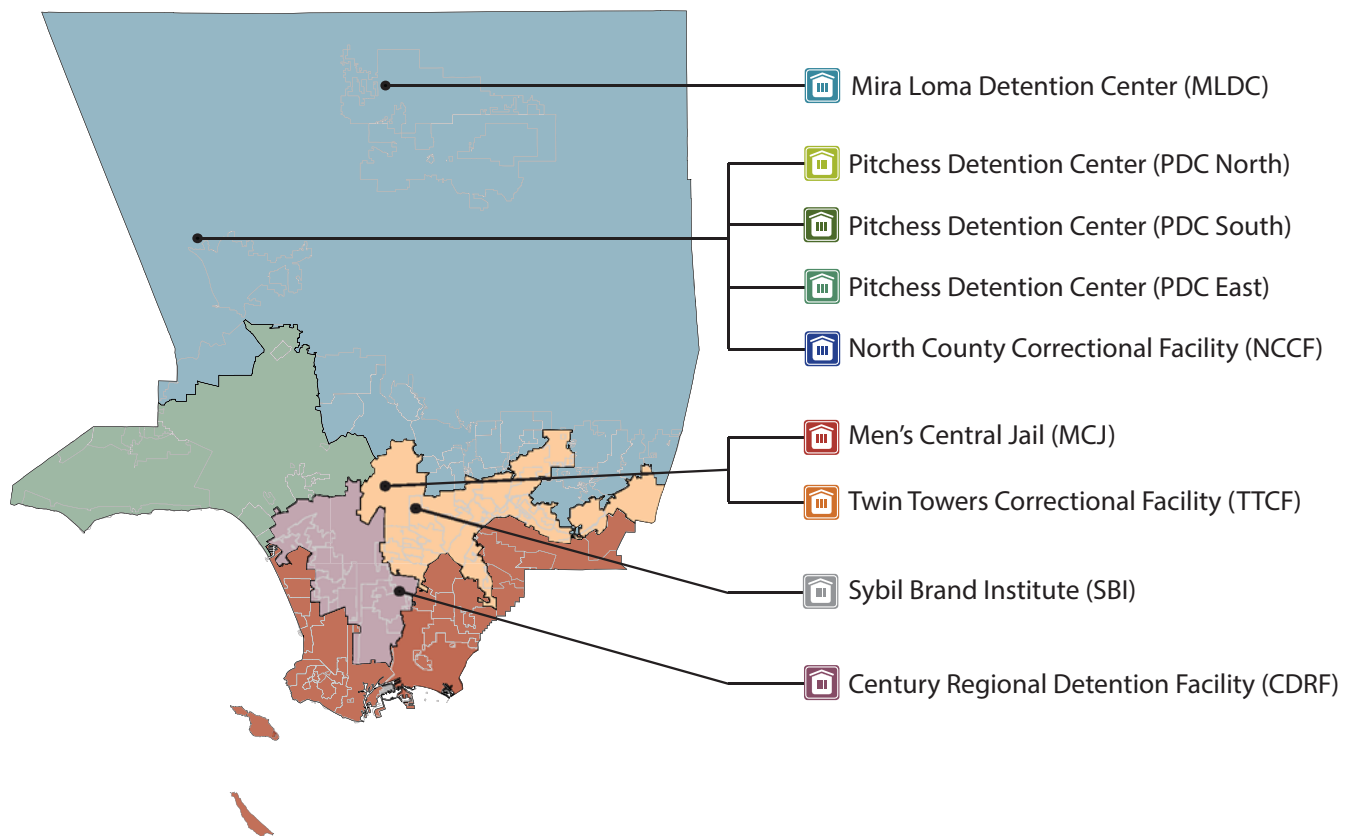 Mira Loma Detention Center (MLDC)
Pitchess Detention Center (PDC North)
Pitchess Detention Center (PDC South)
Pitchess Detention Center (PDC East)
North County Correctional Facility (NCCF)
Men’s Central Jail (MCJ)
Twin Towers Correctional Facility (TTCF)
Sybil Brand Institute (SBI)
Century Regional Detention Facility (CDRF)